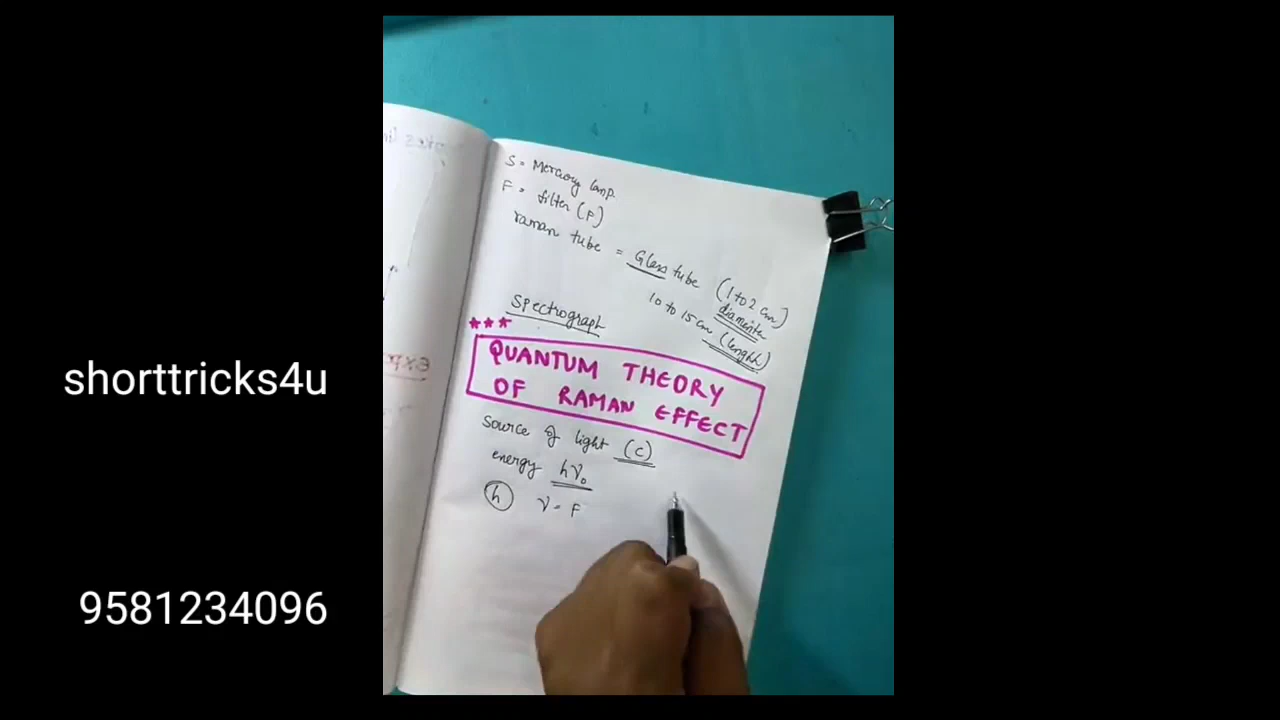 S = Mercury lamp.
F = filter (F)
raman tube = Glass tube (1 to 2 cm)
diameter
10 to 15 cm (lenght)
Spectrograph
***
QUANTUM THEORY
OF RAMAN EFFECT
Source of light (c)
energy hν₀
h ν = F
shorttricks4u
9581234096